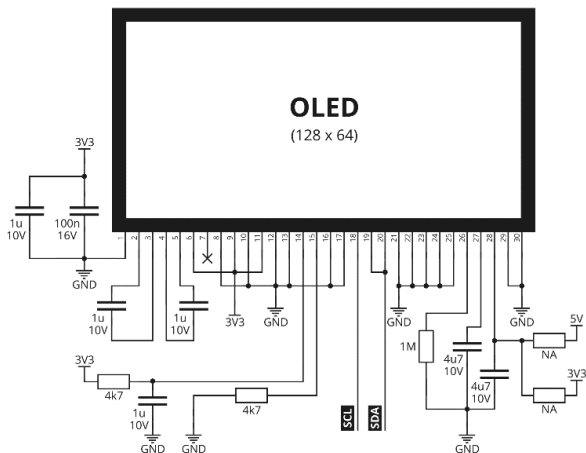 OLED
(128 x 64)
3V3
1u
10V
100n
16V
GND
1 2 3 4 5 6 7 8 9 10 11 12 13 14 15 16 17 18 19 20 21 22 23 24 25 26 27 28 29 30
1u
10V
1u
10V
3V3
GND
GND
GND
3V3
4k7
1u
10V
GND
4k7
GND
SCL
SDA
1M
4u7
10V
4u7
10V
GND
5V
NA
3V3
NA